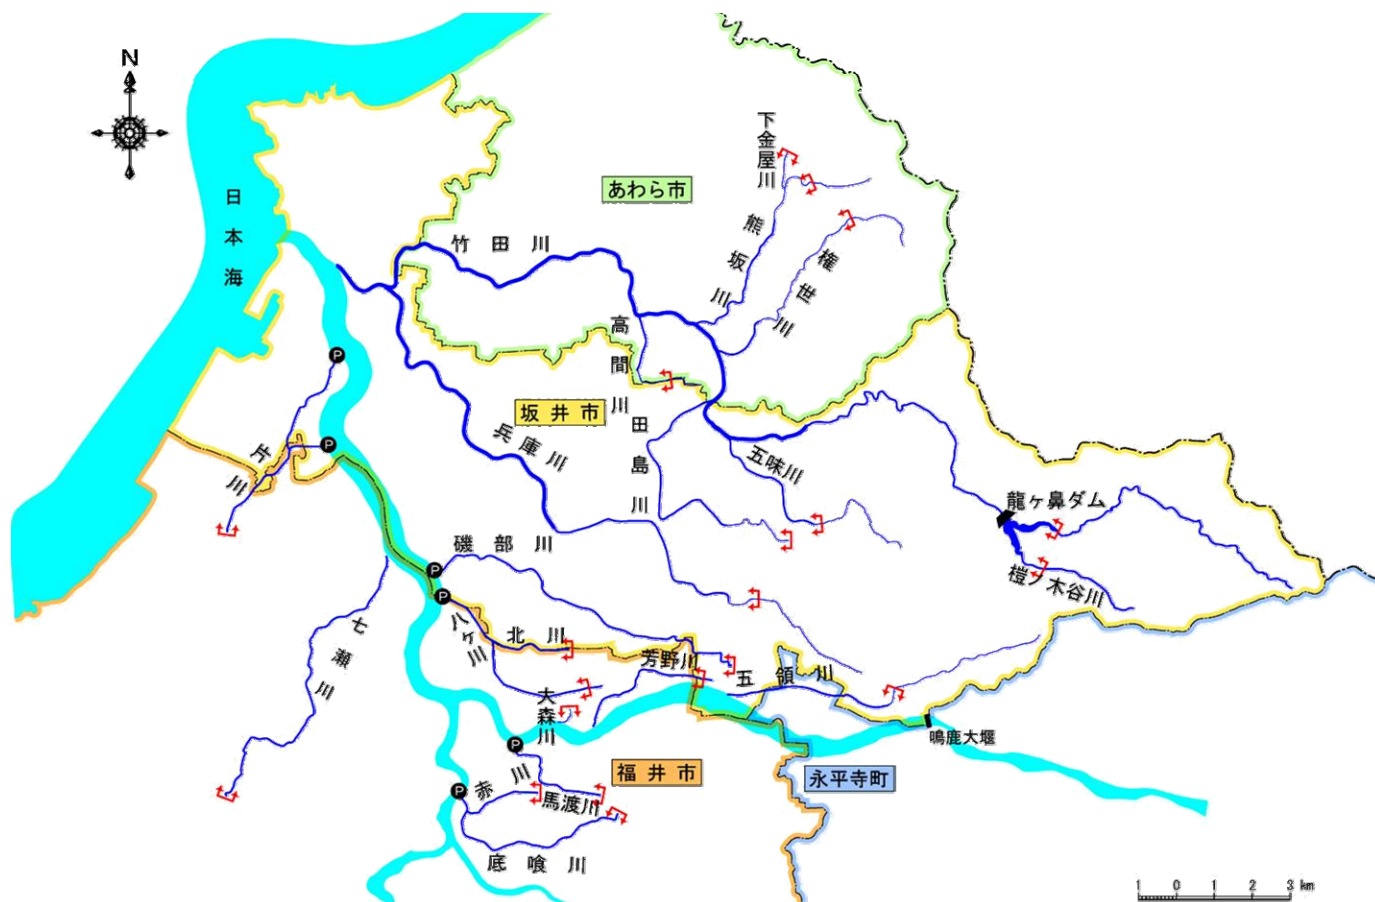 N
日本海
下金屋川
あわら市
熊坂川
権世川
竹田川
高間川
坂井市
田島川
兵庫川
五味川
龍ヶ鼻ダム
P
P
片川
磯部川
榿ノ木谷川
P
P
八ヶ川
北川
七瀬川
芳野川
五領川
大森川
鳴鹿大堰
P
福井市
永平寺町
P
赤川
馬渡川
底喰川
1 0 1 2 3 km